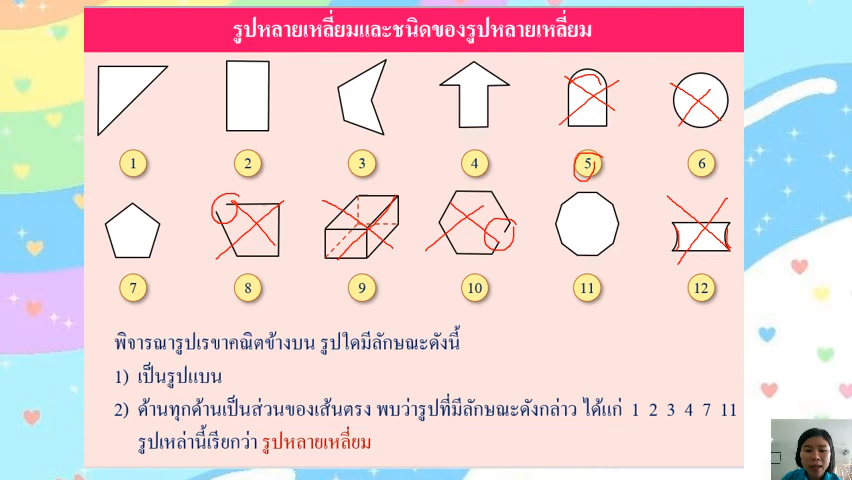 รูปหลายเหลี่ยมและชนิดของรูปหลายเหลี่ยม
1 2 3 4 5 6
7 8 9 10 11 12
พิจารณารูปเรขาคณิตข้างบน รูปใดมีลักษณะดังนี้
1) เป็นรูปแบน
2) ด้านทุกด้านเป็นส่วนของเส้นตรง พบว่ารูปที่มีลักษณะดังกล่าว ได้แก่ 1 2 3 4 7 11
รูปเหล่านี้เรียกว่า รูปหลายเหลี่ยม